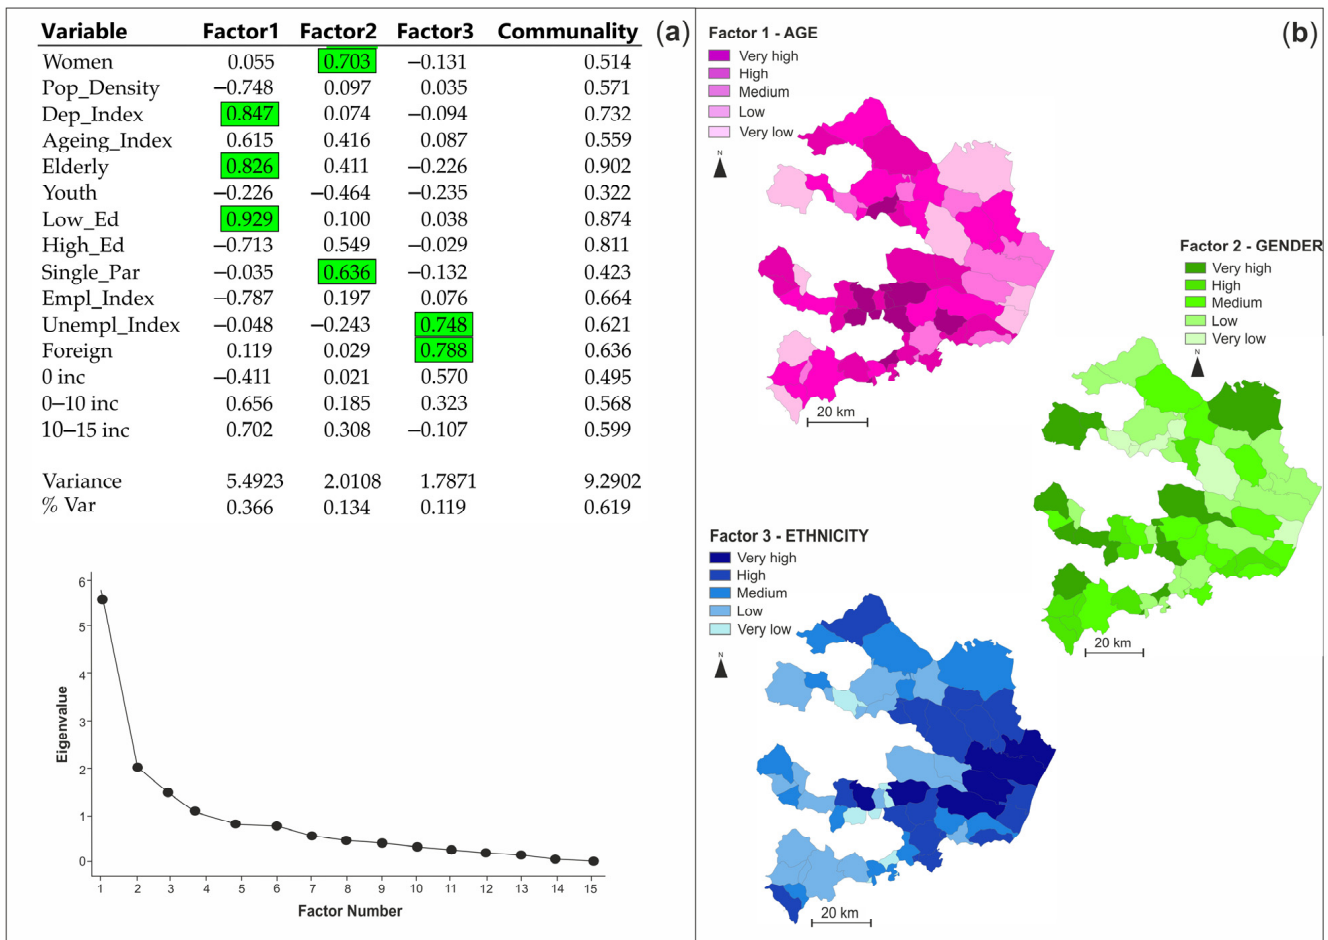 Variable Factor1 Factor2 Factor3 Communality (a)
Women 0.055 0.703 −0.131 0.514
Pop_Density −0.748 0.097 0.035 0.571
Dep_Index 0.847 0.074 −0.094 0.732
Ageing_Index 0.615 0.416 0.087 0.559
Elderly 0.826 0.411 −0.226 0.902
Youth −0.226 −0.464 −0.235 0.322
Low_Ed 0.929 0.100 0.038 0.874
High_Ed −0.713 0.549 −0.029 0.811
Single_Par −0.035 0.636 −0.132 0.423
Empl_Index −0.787 0.197 0.076 0.664
Unempl_Index −0.048 −0.243 0.748 0.621
Foreign 0.119 0.029 0.788 0.636
0 inc −0.411 0.021 0.570 0.495
0–10 inc 0.656 0.185 0.323 0.568
10–15 inc 0.702 0.308 −0.107 0.599
Variance 5.4923 2.0108 1.7871 9.2902
% Var 0.366 0.134 0.119 0.619
Eigenvalue
6
5
4
3
2
1
0
1 2 3 4 5 6 7 8 9 10 11 12 13 14 15
Factor Number
(b)
Factor 1 - AGE
Very high
High
Medium
Low
Very low
N
20 km
Factor 2 - GENDER
Very high
High
Medium
Low
Very low
N
20 km
Factor 3 - ETHNICITY
Very high
High
Medium
Low
Very low
N
20 km